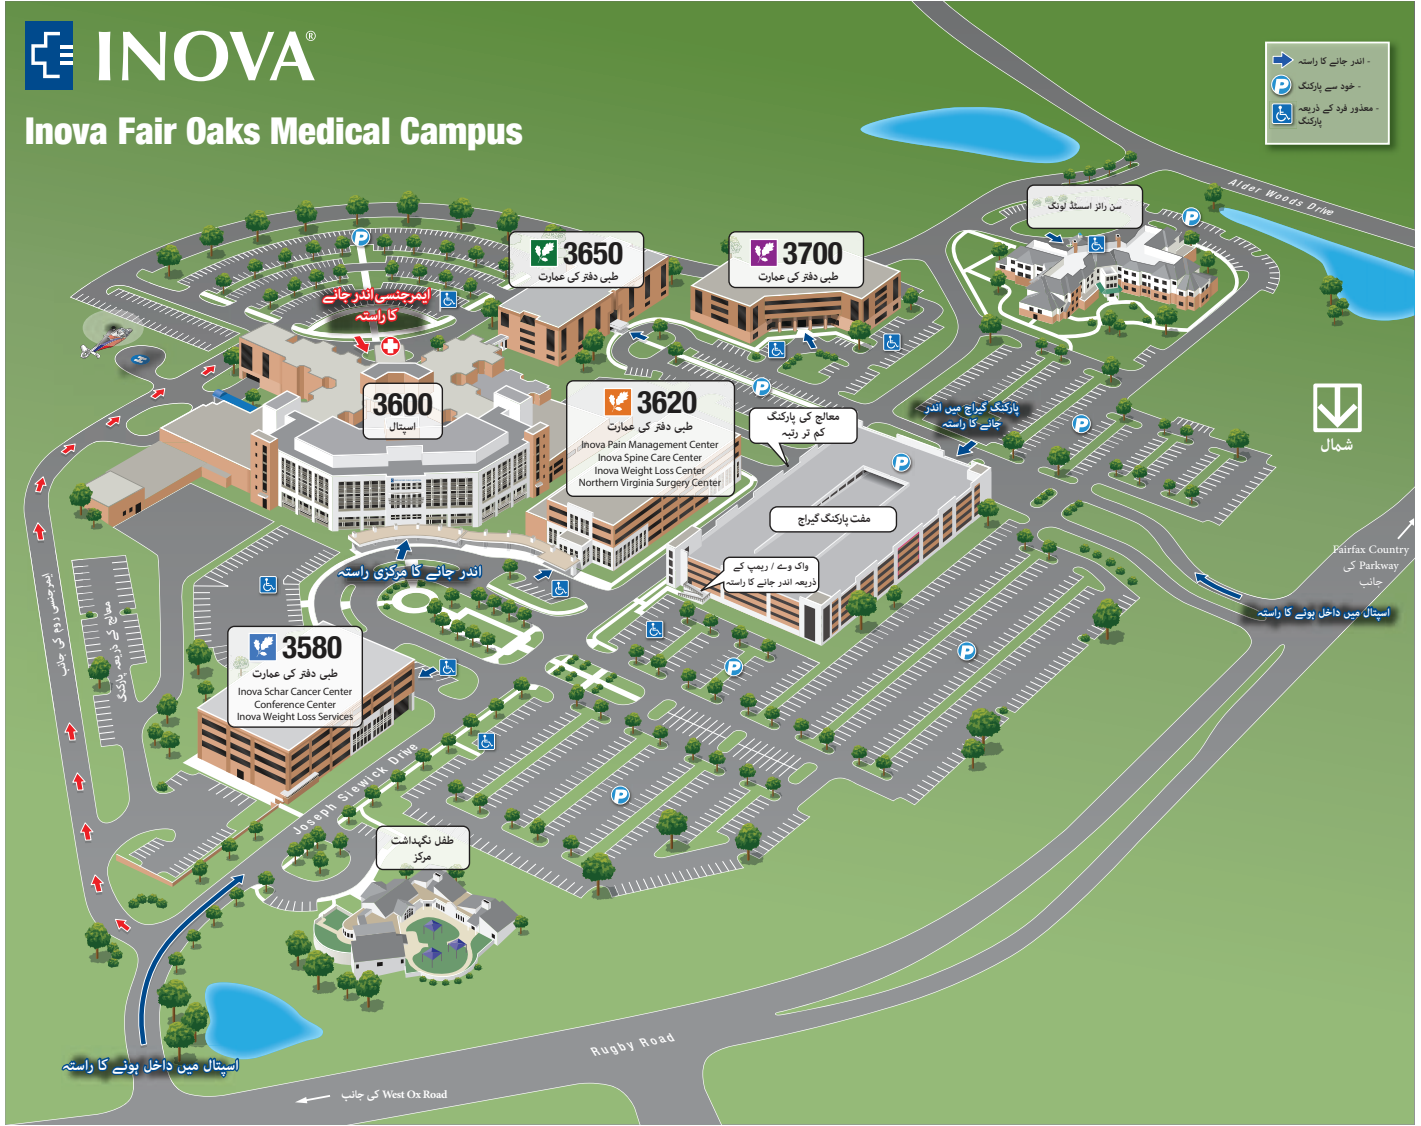 INOVA®
Inova Fair Oaks Medical Campus
- اندر جانے کا راستہ
P
- خود سے پارکنگ
- معذور فرد کے ذریعہ
پارکنگ
Alder Woods Drive
سن رائز اسسٹڈ لونگ
P
P
3650
طبی دفتر کی عمارت
3700
طبی دفتر کی عمارت
ایمرجنسی اندر جانے
کا راستہ
H
P
3600
اسپتال
3620
طبی دفتر کی عمارت
Inova Pain Management Center
Inova Spine Care Center
Inova Weight Loss Center
Northern Virginia Surgery Center
معالج کی پارکنگ
کم تر رتبہ
پارکنگ گیراج میں اندر
جانے کا راستہ
P
P
شمال
مفت پارکنگ گیراج
واک وے / ریمپ کے
ذریعہ اندر جانے کا راستہ
Fairfax Country
Parkway کی
جانب
اندر جانے کا مرکزی راستہ
اسپتال میں داخل ہونے کا راستہ
ایمرجنسی روم کی جانب
معالج کے ذریعہ پارکنگ
3580
طبی دفتر کی عمارت
Inova Schar Cancer Center
Conference Center
Inova Weight Loss Services
P
P
P
Joseph Siewick Drive
طفل نگہداشت
مرکز
Rugby Road
اسپتال میں داخل ہونے کا راستہ
West Ox Road کی جانب